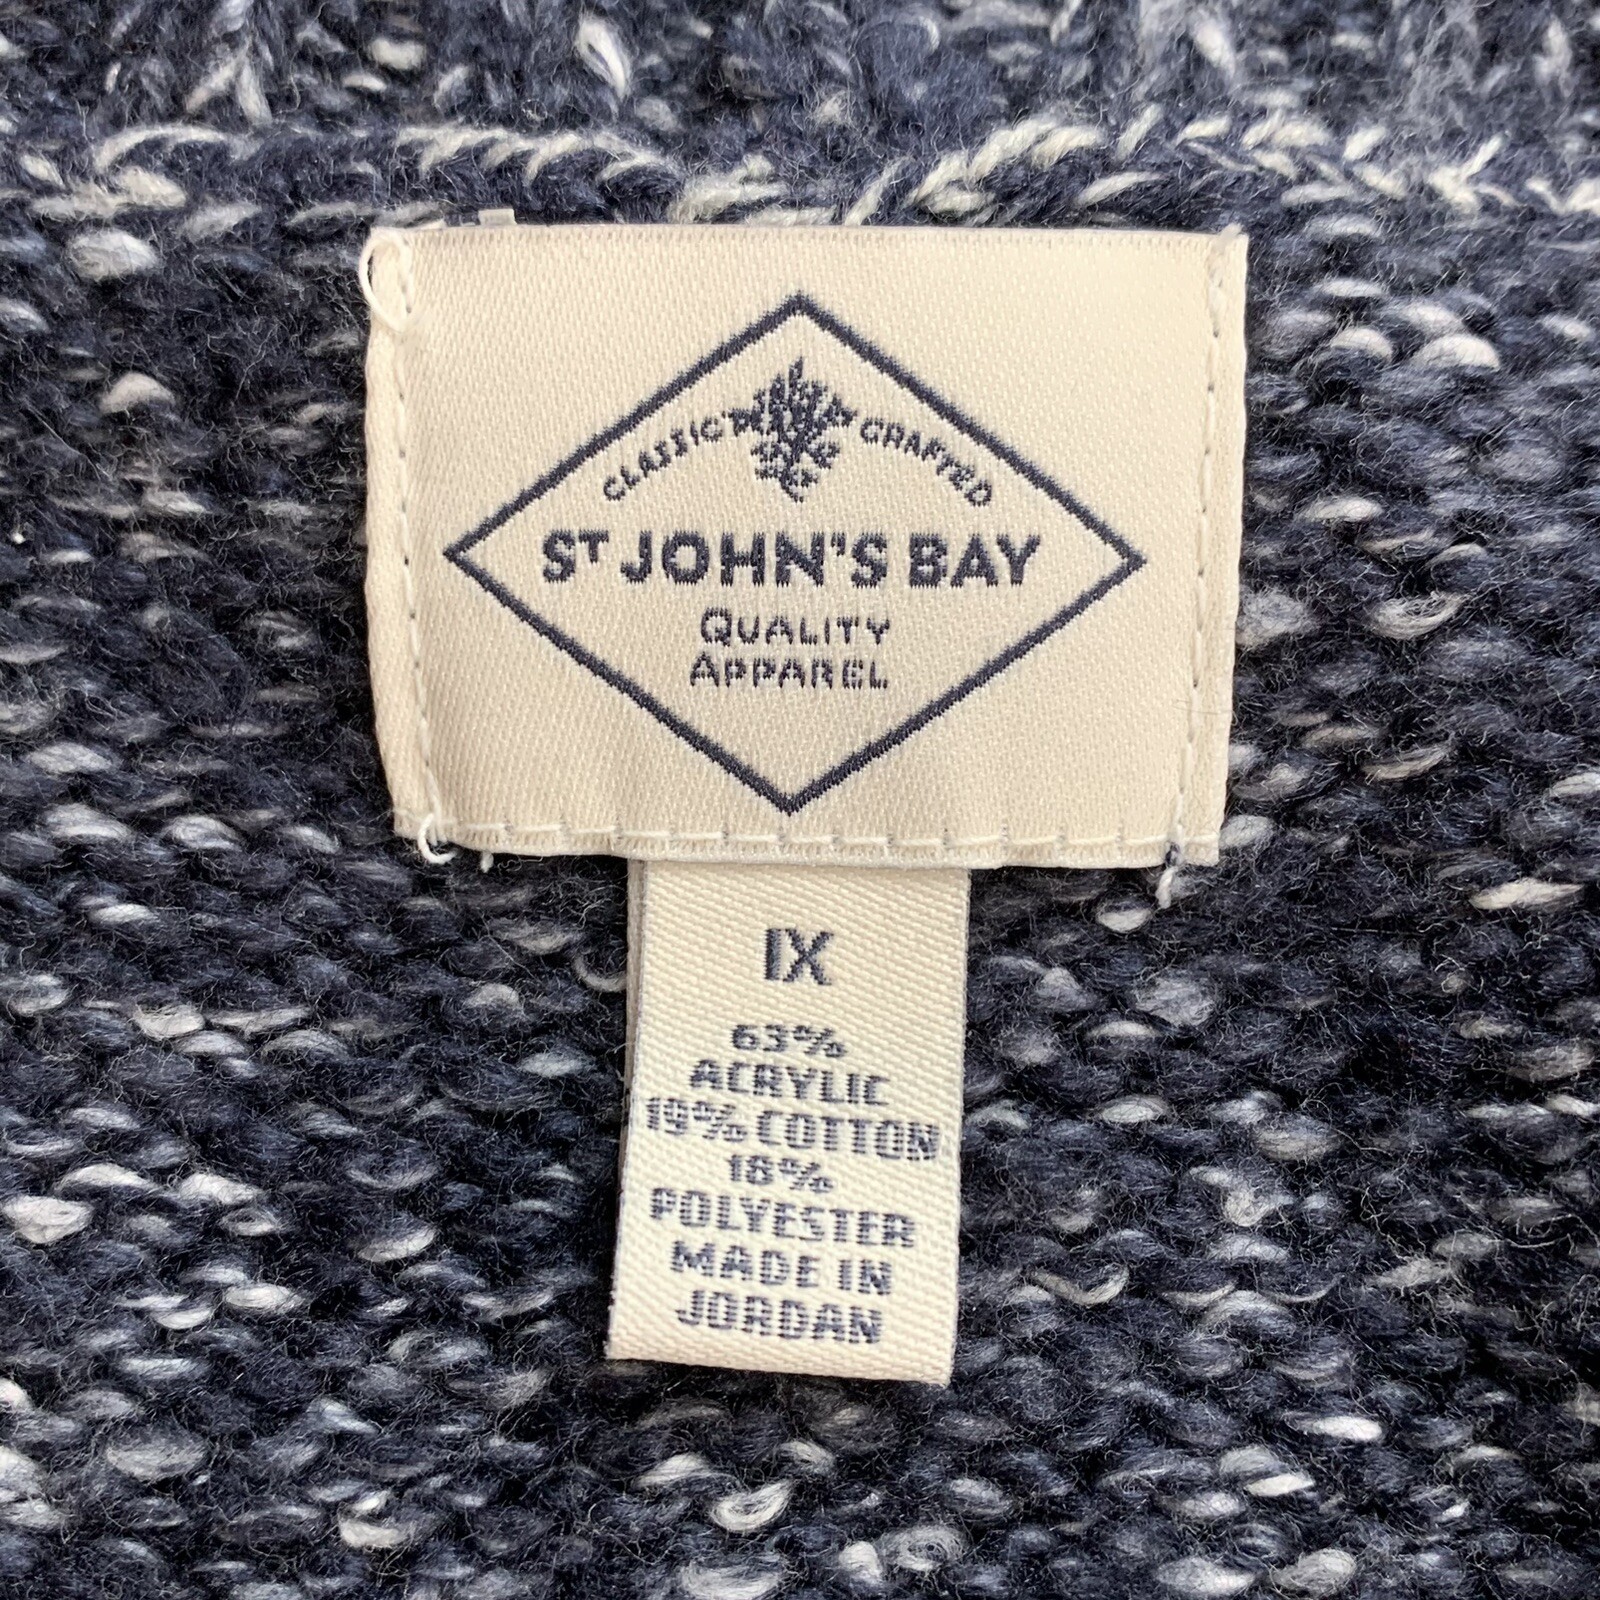 CLASSIC CRAFTED
ST JOHN'S BAY
QUALITY
APPAREL
1X
63%
ACRYLIC
19% COTTON
18%
POLYESTER
MADE IN
JORDAN